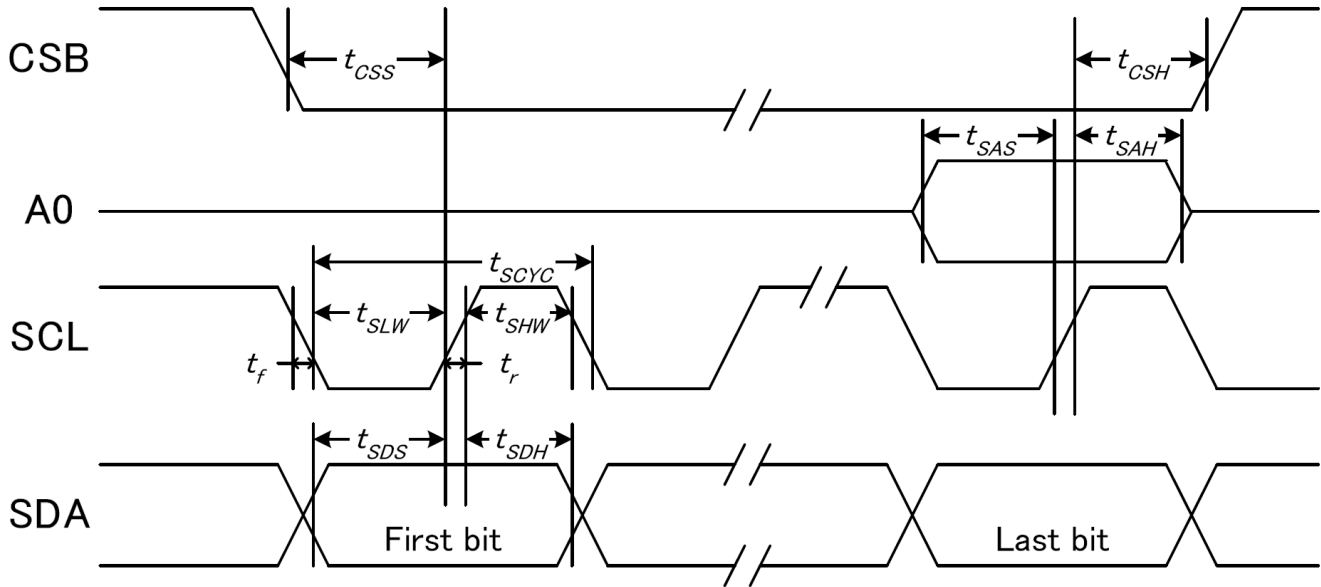 CSB
tCSS
tCSH
tSAS
tSAH
A0
tSCYC
SCL
tSLW
tSHW
tf
tr
SDA
tSDS
tSDH
First bit
Last bit